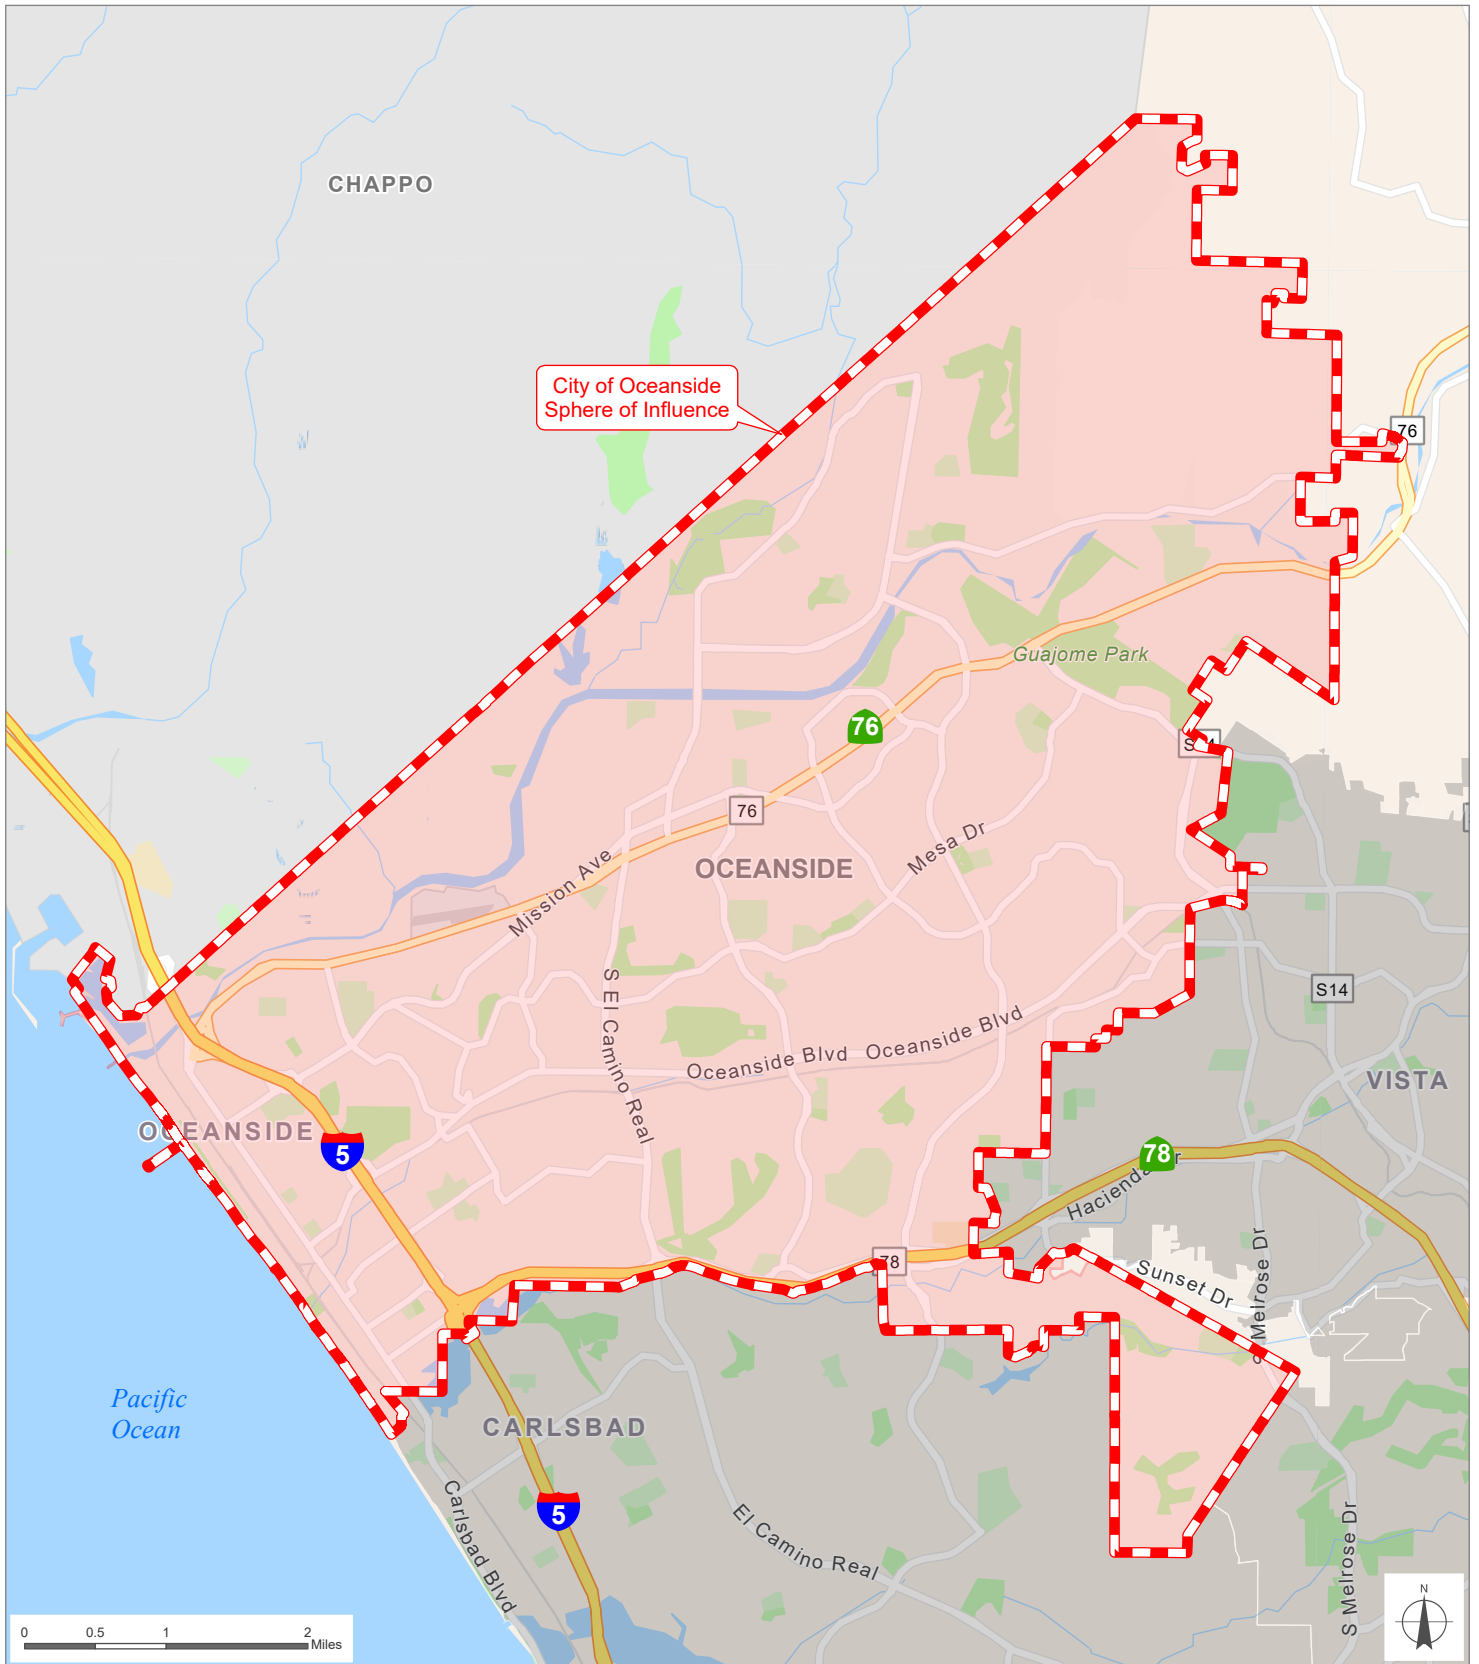 CHAPPO
City of Oceanside
Sphere of Influence
76
Guajome Park
76
76
OCEANSIDE
Mesa Dr
Mission Ave
S El Camino Real
S14
Oceanside Blvd
Oceanside Blvd
VISTA
OCEANSIDE
5
78
Hacienda
78
Sunset Dr
Melrose Dr
Pacific
Ocean
CARLSBAD
5
Carlsbad Blvd
El Camino Real
S Melrose Dr
N
0 0.5 1 2
Miles